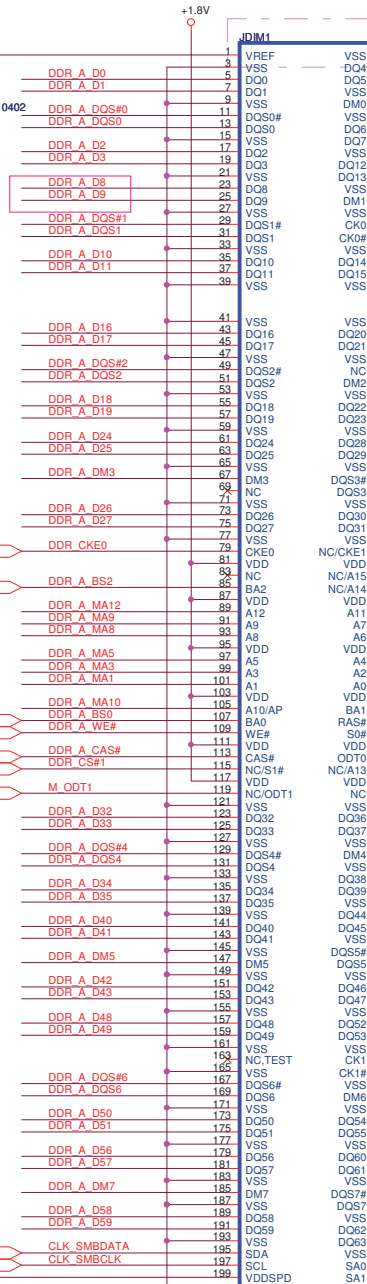 +1.8V
JDIM1
1 VREF VSS
3 VSS DQ4
DDR_A_D0 5 DQ0 DQ5
DDR_A_D1 7 DQ1 VSS
9 VSS DM0
0402
DDR_A_DQS#0 11 DQS0# VSS
DDR_A_DQS0 13 DQS0 DQ6
15 VSS DQ7
DDR_A_D2 17 DQ2 VSS
DDR_A_D3 19 DQ3 DQ12
21 VSS DQ13
DDR_A_D8 23 DQ8 VSS
DDR_A_D9 25 DQ9 DM1
27 VSS VSS
DDR_A_DQS#1 29 DQS1# CK0
DDR_A_DQS1 31 DQS1 CK0#
33 VSS VSS
DDR_A_D10 35 DQ10 DQ14
DDR_A_D11 37 DQ11 DQ15
39 VSS VSS
41 VSS VSS
DDR_A_D16 43 DQ16 DQ20
DDR_A_D17 45 DQ17 DQ21
47 VSS VSS
DDR_A_DQS#2 49 DQS2# NC
DDR_A_DQS2 51 DQS2 DM2
53 VSS VSS
DDR_A_D18 55 DQ18 DQ22
DDR_A_D19 57 DQ19 DQ23
59 VSS VSS
DDR_A_D24 61 DQ24 DQ28
DDR_A_D25 63 DQ25 DQ29
65 VSS VSS
DDR_A_DM3 67 DM3 DQS3#
69 NC DQS3
71 VSS VSS
DDR_A_D26 73 DQ26 DQ30
DDR_A_D27 75 DQ27 DQ31
77 VSS VSS
DDR_CKE0 79 CKE0 NC/CKE1
81 VDD VDD
83 NC NC/A15
DDR_A_BS2 85 BA2 NC/A14
87 VDD VDD
DDR_A_MA12 89 A12 A11
DDR_A_MA9 91 A9 A7
DDR_A_MA8 93 A8 A6
95 VDD VDD
DDR_A_MA5 97 A5 A4
DDR_A_MA3 99 A3 A2
DDR_A_MA1 101 A1 A0
103 VDD VDD
DDR_A_MA10 105 A10/AP BA1
DDR_A_BS0 107 BA0 RAS#
DDR_A_WE# 109 WE# S0#
111 VDD VDD
DDR_A_CAS# 113 CAS# ODT0
DDR_CS#1 115 NC/S1# NC/A13
117 VDD VDD
M_ODT1 119 NC/ODT1 NC
121 VSS VSS
DDR_A_D32 123 DQ32 DQ36
DDR_A_D33 125 DQ33 DQ37
127 VSS VSS
DDR_A_DQS#4 129 DQS4# DM4
DDR_A_DQS4 131 DQS4 VSS
133 VSS DQ38
DDR_A_D34 135 DQ34 DQ39
DDR_A_D35 137 DQ35 VSS
139 VSS DQ44
DDR_A_D40 141 DQ40 DQ45
DDR_A_D41 143 DQ41 VSS
145 VSS DQS5#
DDR_A_DM5 147 DM5 DQS5
149 VSS VSS
DDR_A_D42 151 DQ42 DQ46
DDR_A_D43 153 DQ43 DQ47
155 VSS VSS
DDR_A_D48 157 DQ48 DQ52
DDR_A_D49 159 DQ49 DQ53
161 VSS VSS
163 NC,TEST CK1
165 VSS CK1#
DDR_A_DQS#6 167 DQS6# VSS
DDR_A_DQS6 169 DQS6 DM6
171 VSS VSS
DDR_A_D50 173 DQ50 DQ54
DDR_A_D51 175 DQ51 DQ55
177 VSS VSS
DDR_A_D56 179 DQ56 DQ60
DDR_A_D57 181 DQ57 DQ61
183 VSS VSS
DDR_A_DM7 185 DM7 DQS7#
187 VSS DQS7
DDR_A_D58 189 DQ58 VSS
DDR_A_D59 191 DQ59 DQ62
193 VSS DQ63
CLK_SMBDATA 195 SDA VSS
CLK_SMBCLK 197 SCL SA0
199 VDDSPD SA1